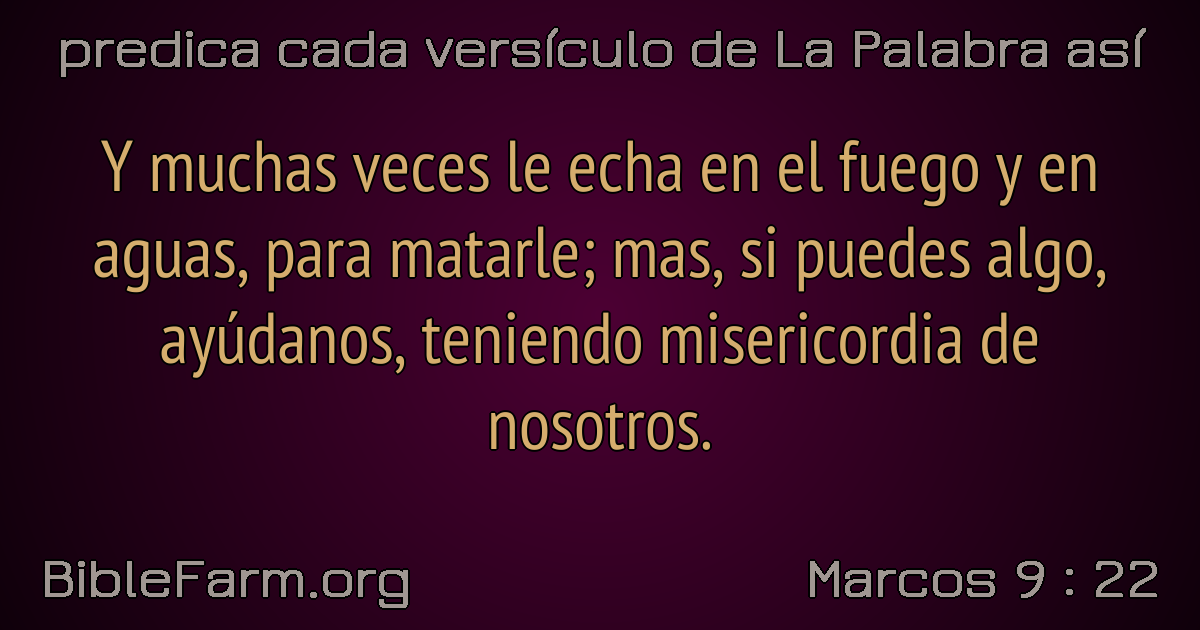 predica cada versículo de La Palabra así
Y muchas veces le echa en el fuego y en
aguas, para matarle; mas, si puedes algo,
ayúdanos, teniendo misericordia de
nosotros.
BibleFarm.org
Marcos 9 : 22